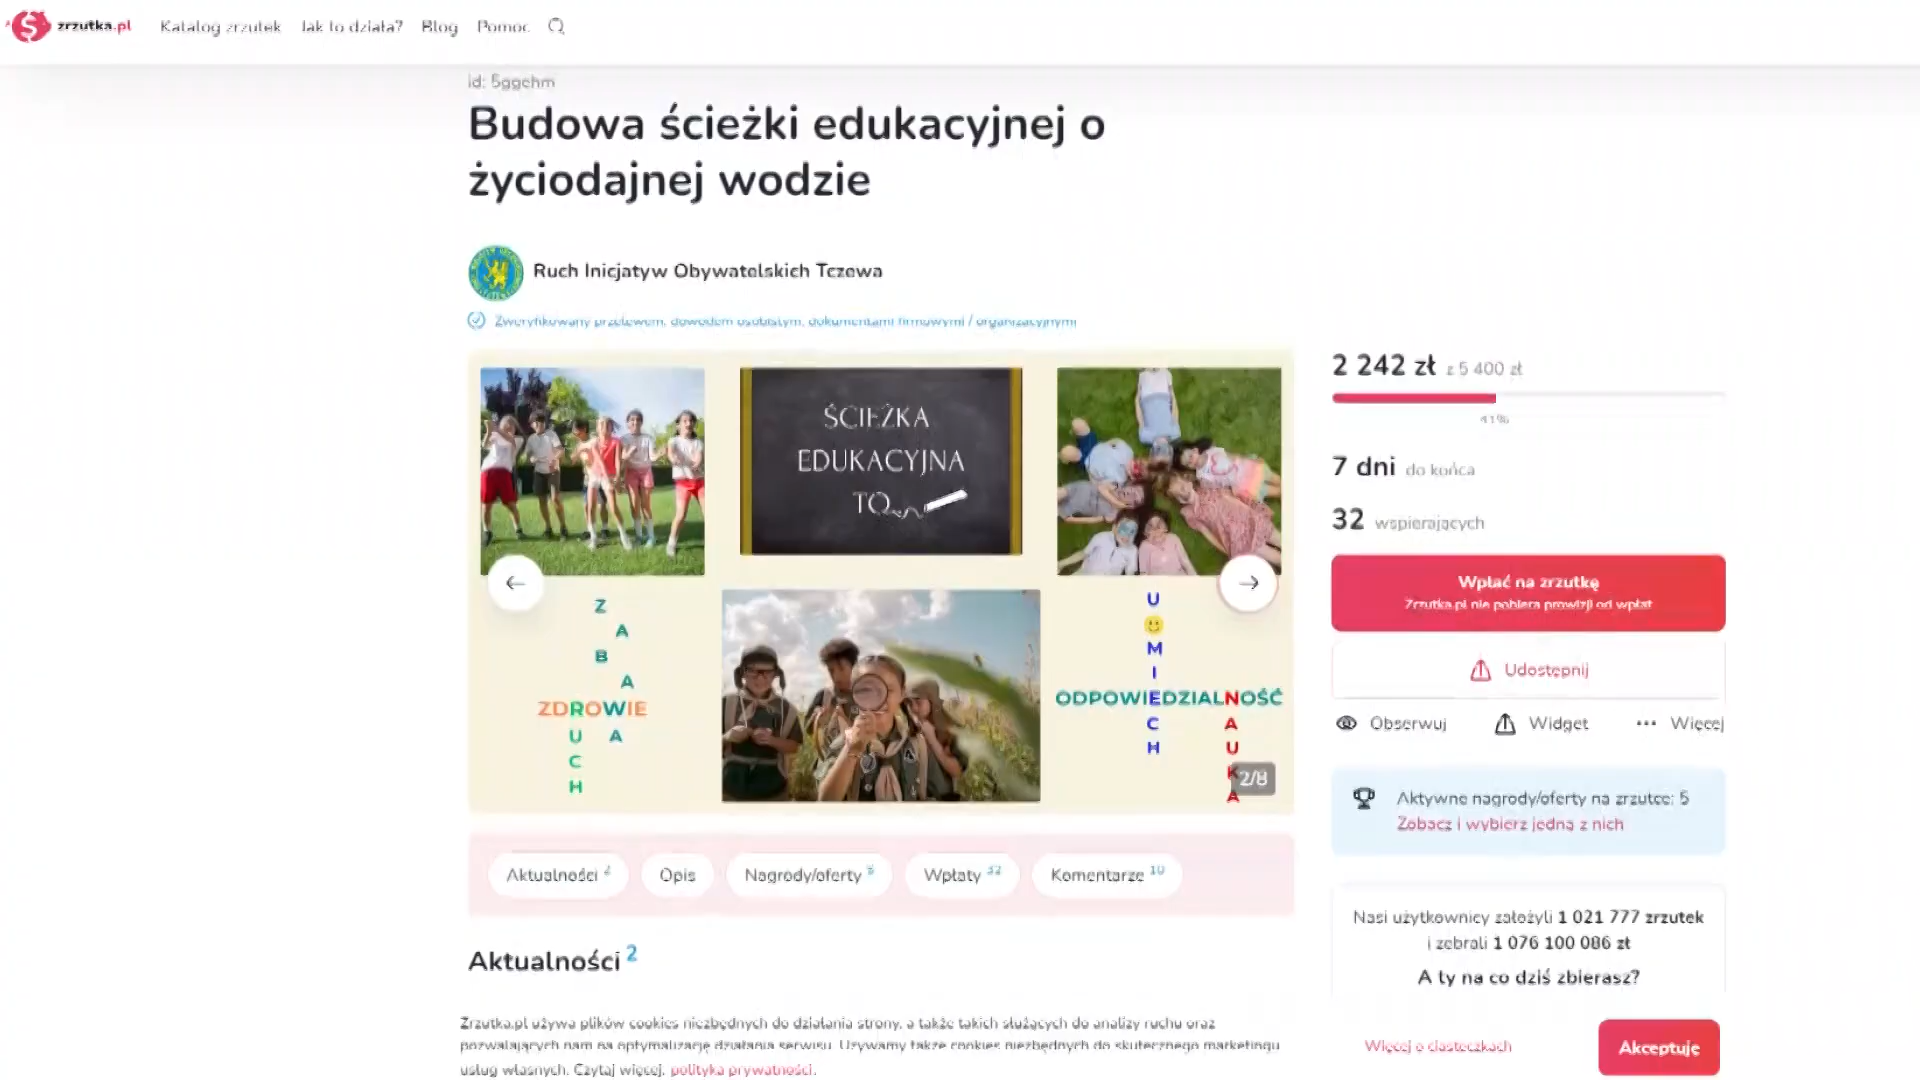 zrzutka.pl Katalog zrzutek Jak to działa? Blog Pomoc
id: 5ggehm
Budowa ścieżki edukacyjnej o
życiodajnej wodzie
Ruch Inicjatyw Obywatelskich Tczewa
Zweryfikowany przelewem, dowodem osobistym, dokumentami firmowymi / organizacyjnymi
ŚCIEŻKA
EDUKACYJNA
TO
ZABAWA
ZDROWIE
RUCH
UŚMIECH
ODPOWIEDZIALNOŚĆ
NAUKA
2/8
2 242 zł z 5 400 zł
41%
7 dni do końca
32 wspierających
Wpłać na zrzutkę
Zrzutka.pl nie pobiera prowizji od wpłat
Udostępnij
Obserwuj Widget Więcej
Aktywne nagrody/oferty na zrzutce: 5
Zobacz i wybierz jedną z nich
Aktualności 2 Opis Nagrody/oferty 5 Wpłaty 32 Komentarze 10
Nasi użytkownicy założyli 1 021 777 zrzutek
i zebrali 1 076 100 086 zł
A ty na co dziś zbierasz?
Aktualności 2
Zrzutka.pl używa plików cookies niezbędnych do działania strony, a także takich służących do analizy ruchu oraz
pozwalających nam na optymalizację działania serwisu. Używamy także cookies niezbędnych do skutecznego marketingu
usług własnych. Czytaj więcej: polityka prywatności.
Więcej o ciasteczkach
Akceptuję